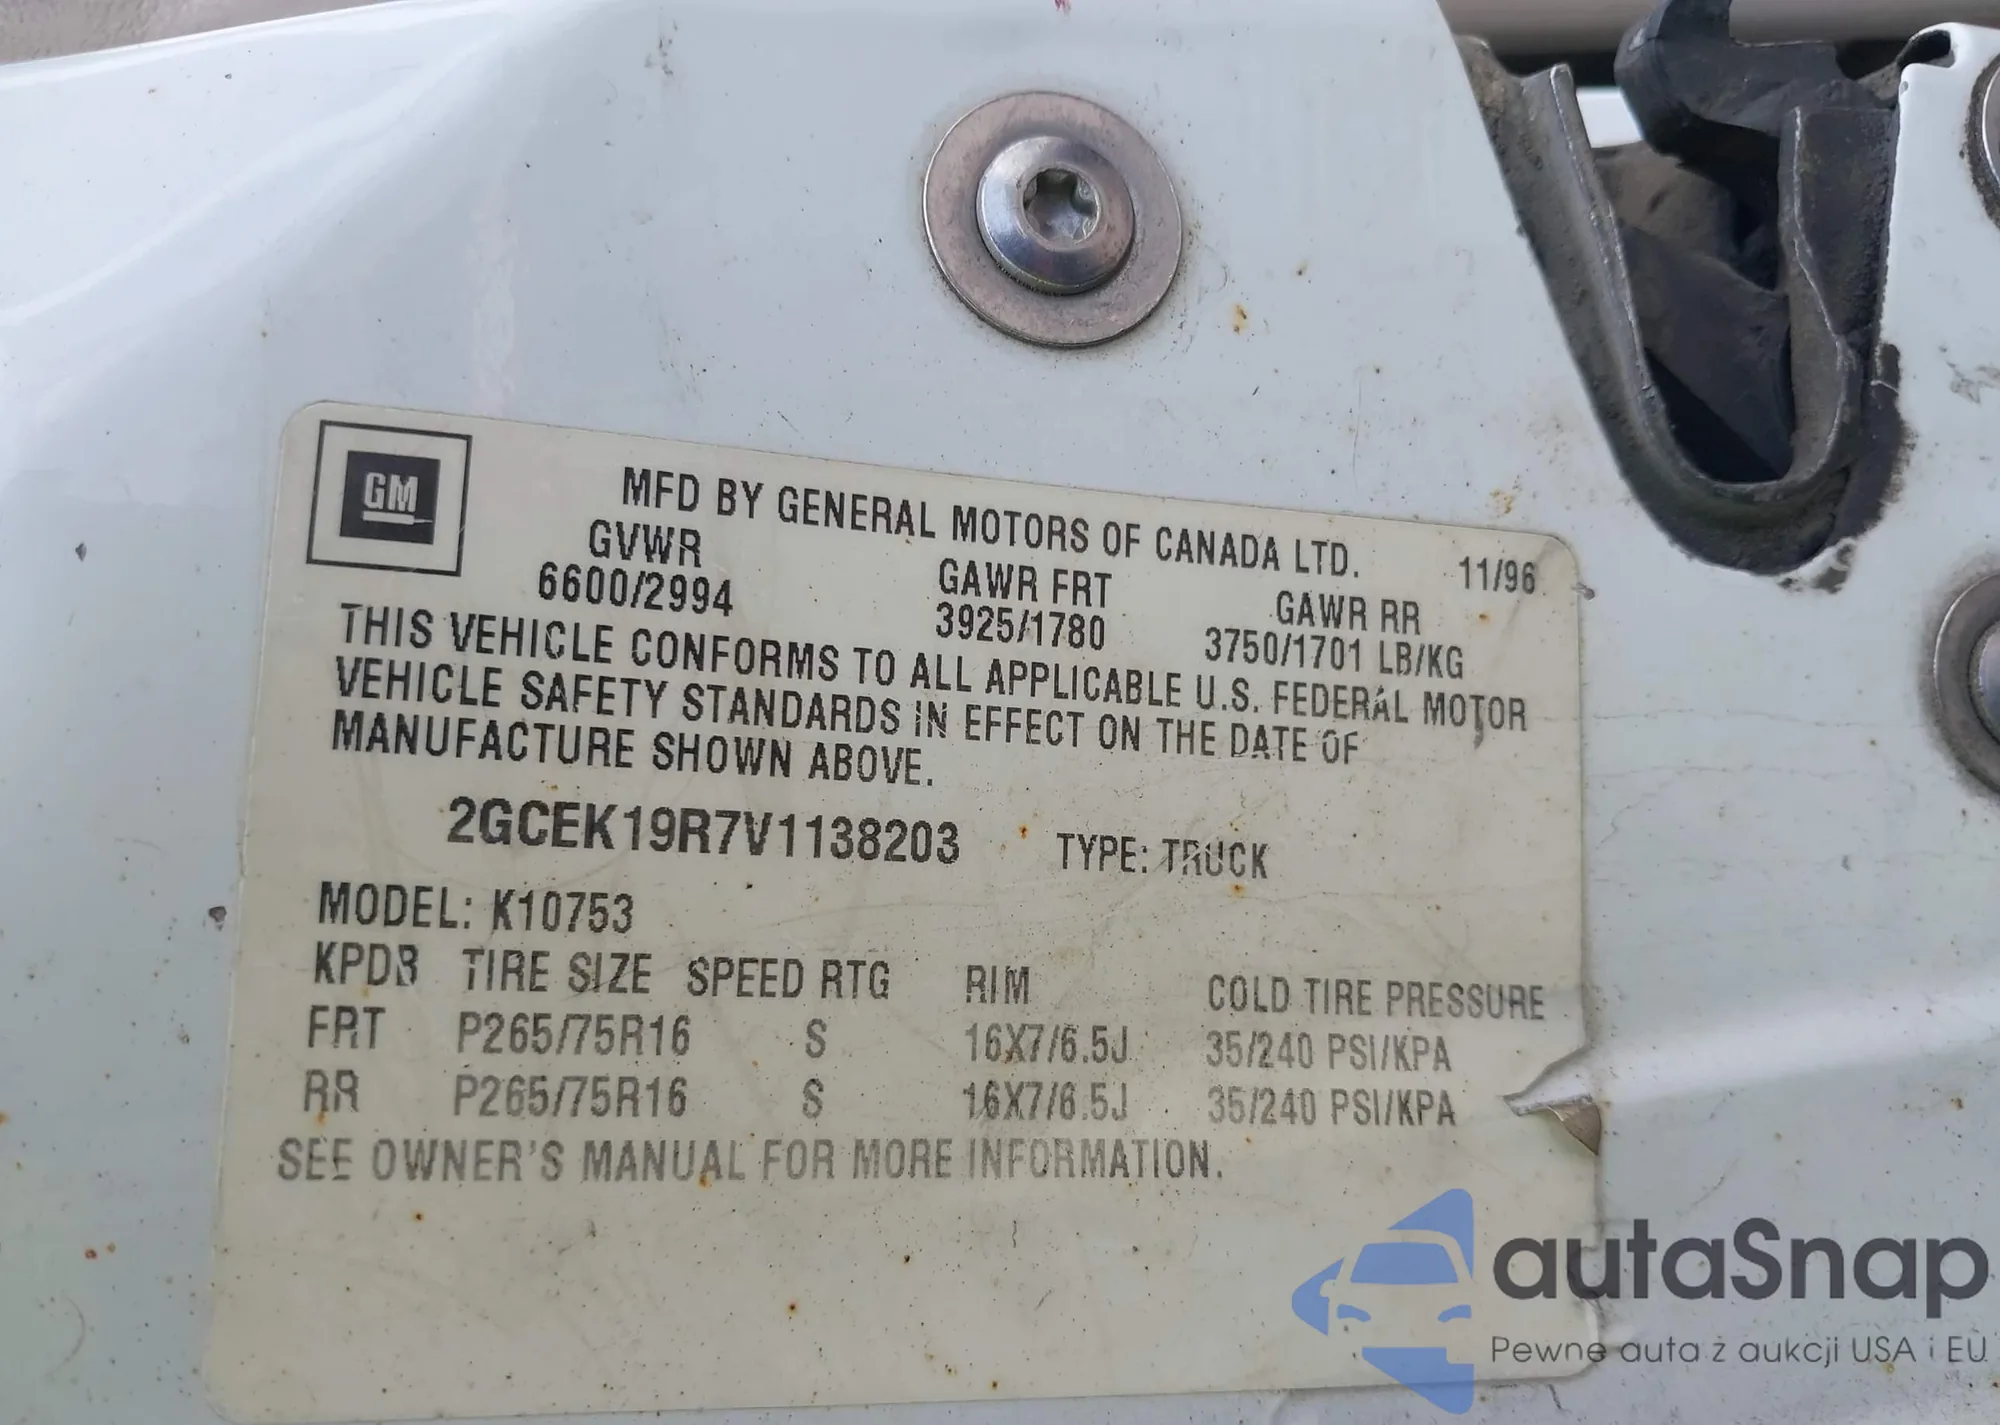 GM
MFD BY GENERAL MOTORS OF CANADA LTD.
11/96
GVWR GAWR FRT GAWR RR
6600/2994 3925/1780 3750/1701 LB/KG
THIS VEHICLE CONFORMS TO ALL APPLICABLE U.S. FEDERAL MOTOR
VEHICLE SAFETY STANDARDS IN EFFECT ON THE DATE OF
MANUFACTURE SHOWN ABOVE.
2GCEK19R7V1138203 TYPE: TRUCK
MODEL: K10753
KPDB TIRE SIZE SPEED RTG RIM COLD TIRE PRESSURE
FRT P265/75R16 S 16X7/6.5J 35/240 PSI/KPA
RR P265/75R16 S 16X7/6.5J 35/240 PSI/KPA
SEE OWNER'S MANUAL FOR MORE INFORMATION.
autaSnap
Pewne auta z aukcji USA i EU